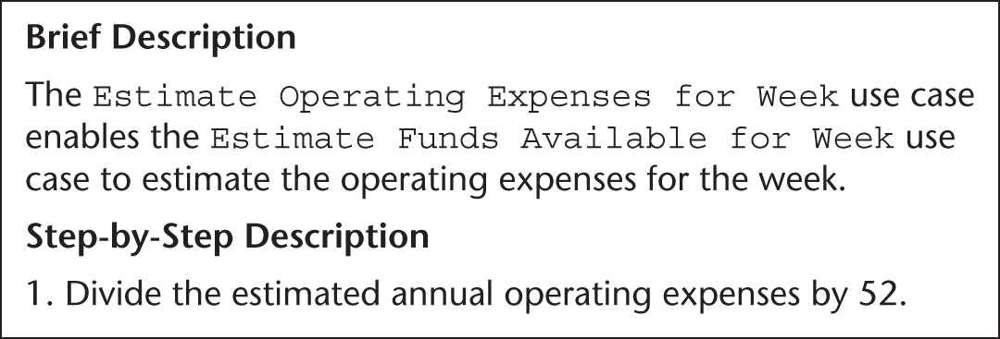 Brief Description
The Estimate Operating Expenses for Week use case
enables the Estimate Funds Available for Week use
case to estimate the operating expenses for the week.
Step-by-Step Description
1. Divide the estimated annual operating expenses by 52.